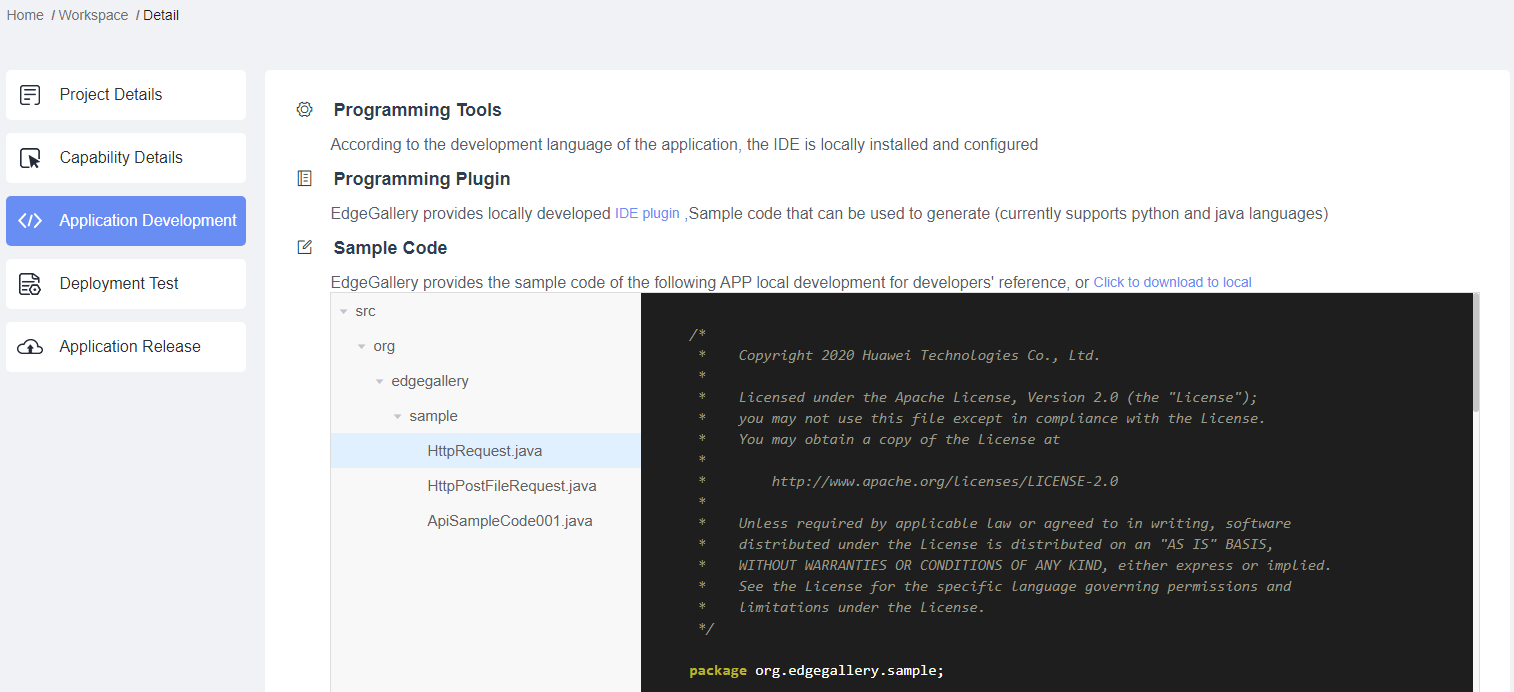 Home / Workspace / Detail
Project Details
Capability Details
Application Development
Deployment Test
Application Release
Programming Tools
According to the development language of the application, the IDE is locally installed and configured
Programming Plugin
EdgeGallery provides locally developed IDE plugin ,Sample code that can be used to generate (currently supports python and java languages)
Sample Code
EdgeGallery provides the sample code of the following APP local development for developers' reference, or Click to download to local
src
org
edgegallery
sample
HttpRequest.java
HttpPostFileRequest.java
ApiSampleCode001.java
/*
*    Copyright 2020 Huawei Technologies Co., Ltd.
*
*    Licensed under the Apache License, Version 2.0 (the "License");
*    you may not use this file except in compliance with the License.
*    You may obtain a copy of the License at
*
*        http://www.apache.org/licenses/LICENSE-2.0
*
*    Unless required by applicable law or agreed to in writing, software
*    distributed under the License is distributed on an "AS IS" BASIS,
*    WITHOUT WARRANTIES OR CONDITIONS OF ANY KIND, either express or implied.
*    See the License for the specific language governing permissions and
*    limitations under the License.
*/
package org.edgegallery.sample;